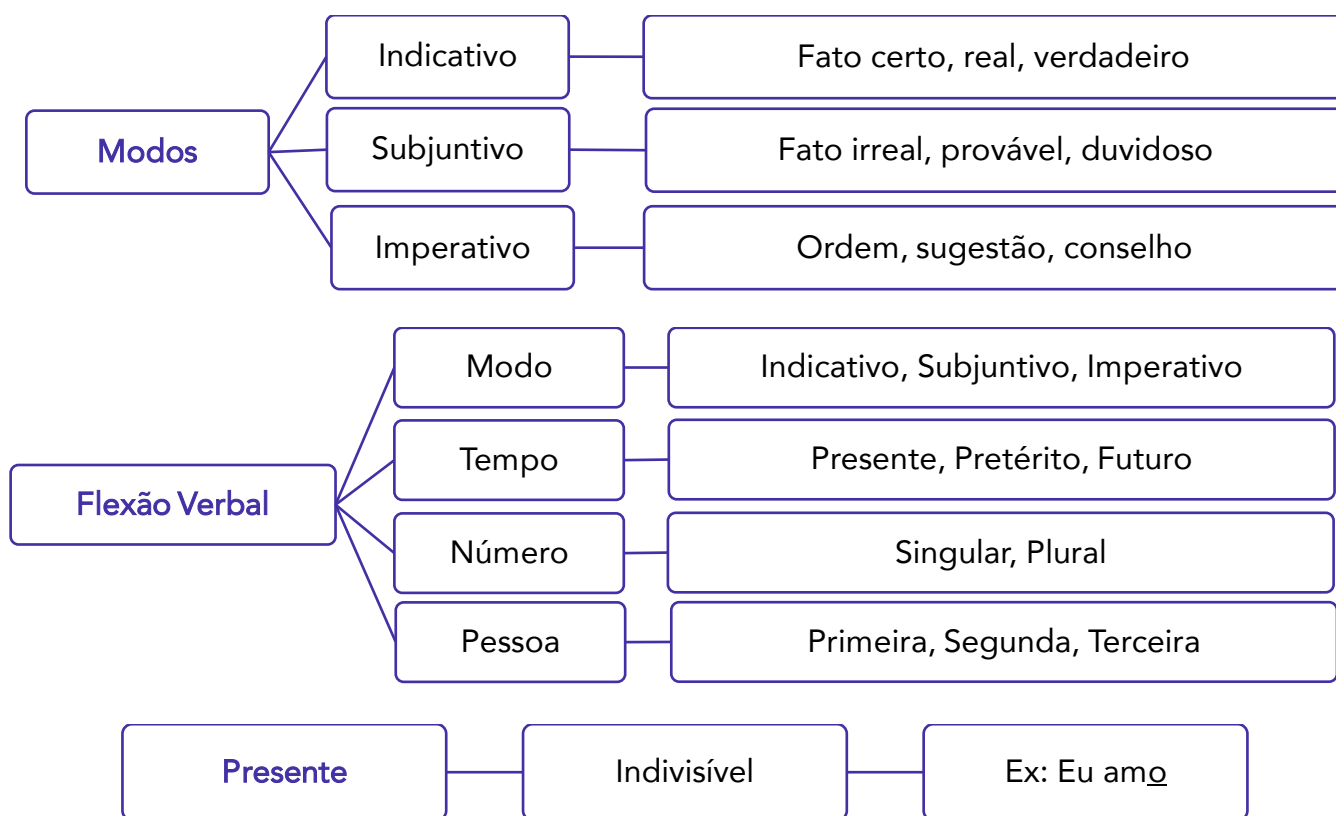 Modos
Indicativo
Fato certo, real, verdadeiro
Subjuntivo
Fato irreal, provável, duvidoso
Imperativo
Ordem, sugestão, conselho
Flexão Verbal
Modo
Indicativo, Subjuntivo, Imperativo
Tempo
Presente, Pretérito, Futuro
Número
Singular, Plural
Pessoa
Primeira, Segunda, Terceira
Presente
Indivisível
Ex: Eu amo